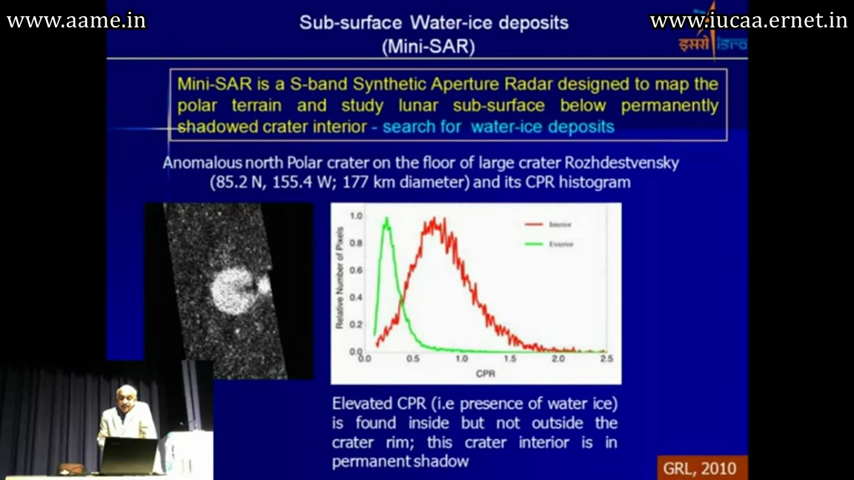 www.aame.in
Sub-surface Water-ice deposits
(Mini-SAR)
www.iucaa.ernet.in
इसरो isro
Mini-SAR is a S-band Synthetic Aperture Radar designed to map the
polar terrain and study lunar sub-surface below permanently
shadowed crater interior - search for water-ice deposits
Anomalous north Polar crater on the floor of large crater Rozhdestvensky
(85.2 N, 155.4 W; 177 km diameter) and its CPR histogram
Relative Number of Pixels
1.0
0.8
0.6
0.4
0.2
0.0
Interior
Exterior
0.0 0.5 1.0 1.5 2.0 2.5
CPR
Elevated CPR (i.e presence of water ice)
is found inside but not outside the
crater rim; this crater interior is in
permanent shadow
GRL, 2010